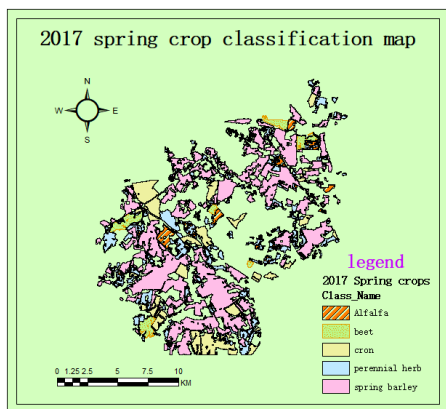 2017 spring crop classification map
N
W E
S
legend
2017 Spring crops
Class_Name
Alfalfa
beet
cron
perennial herb
spring barley
0 1.25 2.5 5 7.5 10
KM